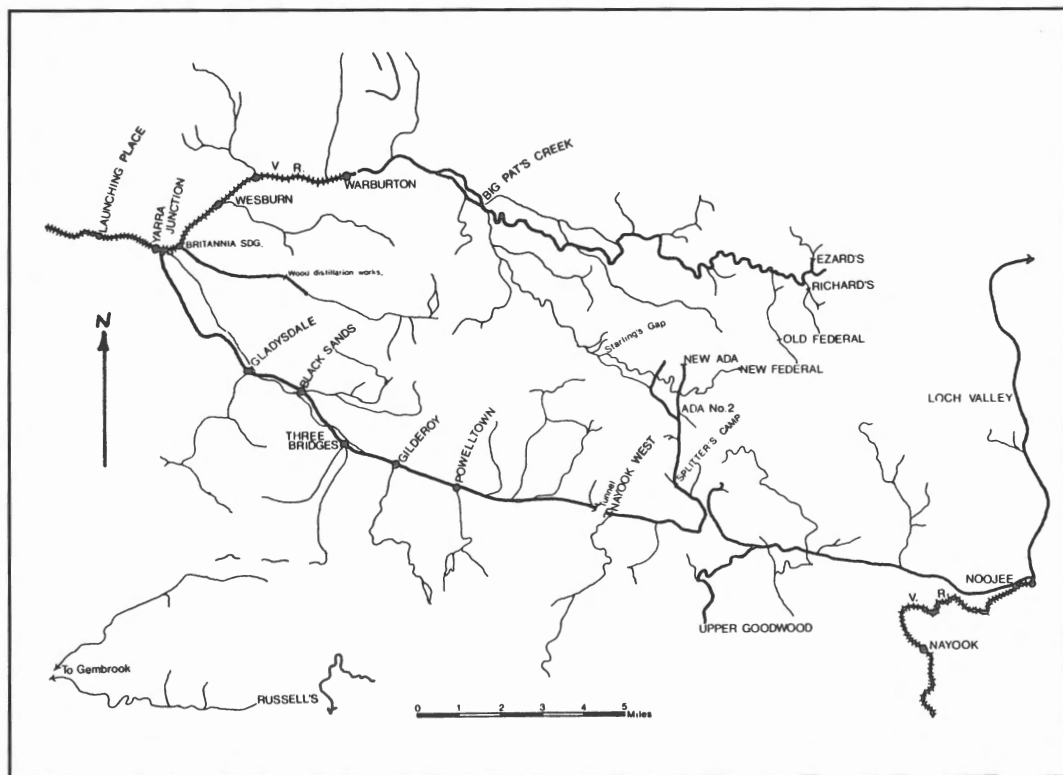 LAUNCHING PLACE
YARRA
JUNCTION
V. R.
WARBURTON
WESBURN
BRITANNIA SDG.
Wood distillation works.
BIG PAT'S CREEK
EZARD'S
RICHARD'S
OLD FEDERAL
Starling's Gap
NEW ADA
NEW FEDERAL
ADA No.2
SPLITTER'S CAMP
LOCH VALLEY
N
GLADYSDALE
BLACK SANDS
THREE
BRIDGES
GILDEROY
POWELLTOWN
Tunnel
NAYOOK WEST
NOOJEE
V. R.
NAYOOK
UPPER GOODWOOD
To Gembrook
RUSSELL'S
0 1 2 3 4 5
Miles